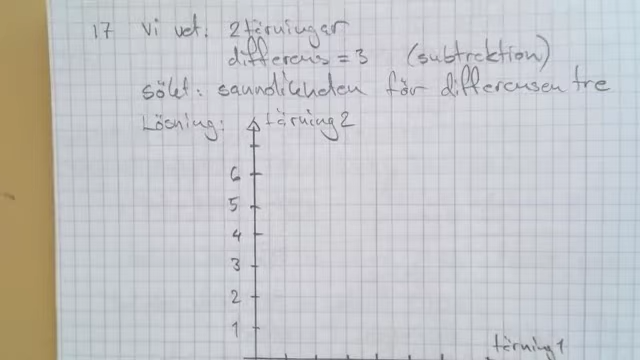 17 Vi vet: 2 tärningar
differens = 3 (subtraktion)
sökt: sannolikheten för differensen tre
Lösning: tärning 2
6
5
4
3
2
1
tärning 1